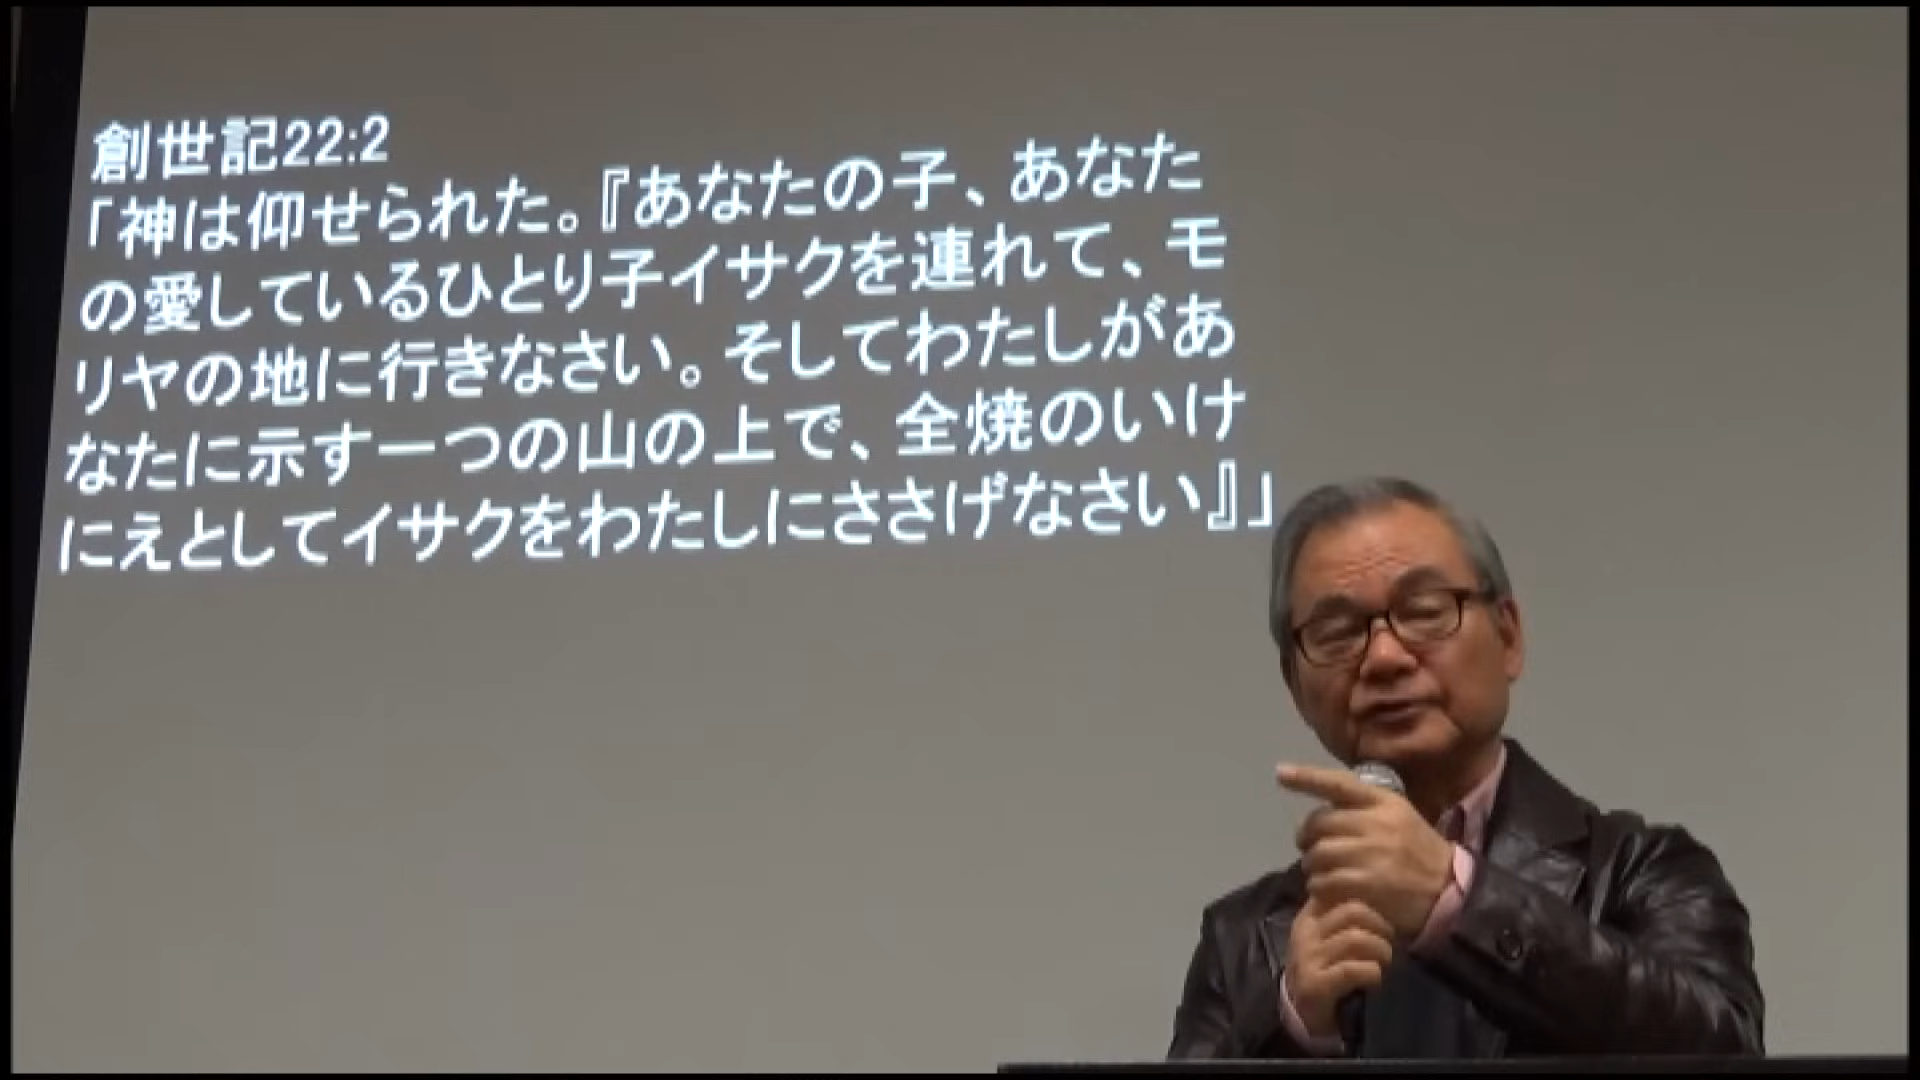 創世記22:2
「神は仰せられた。『あなたの子、あなた
の愛しているひとり子イサクを連れて、モ
リヤの地に行きなさい。そしてわたしがあ
なたに示す一つの山の上で、全焼のいけ
にえとしてイサクをわたしにささげなさい』」